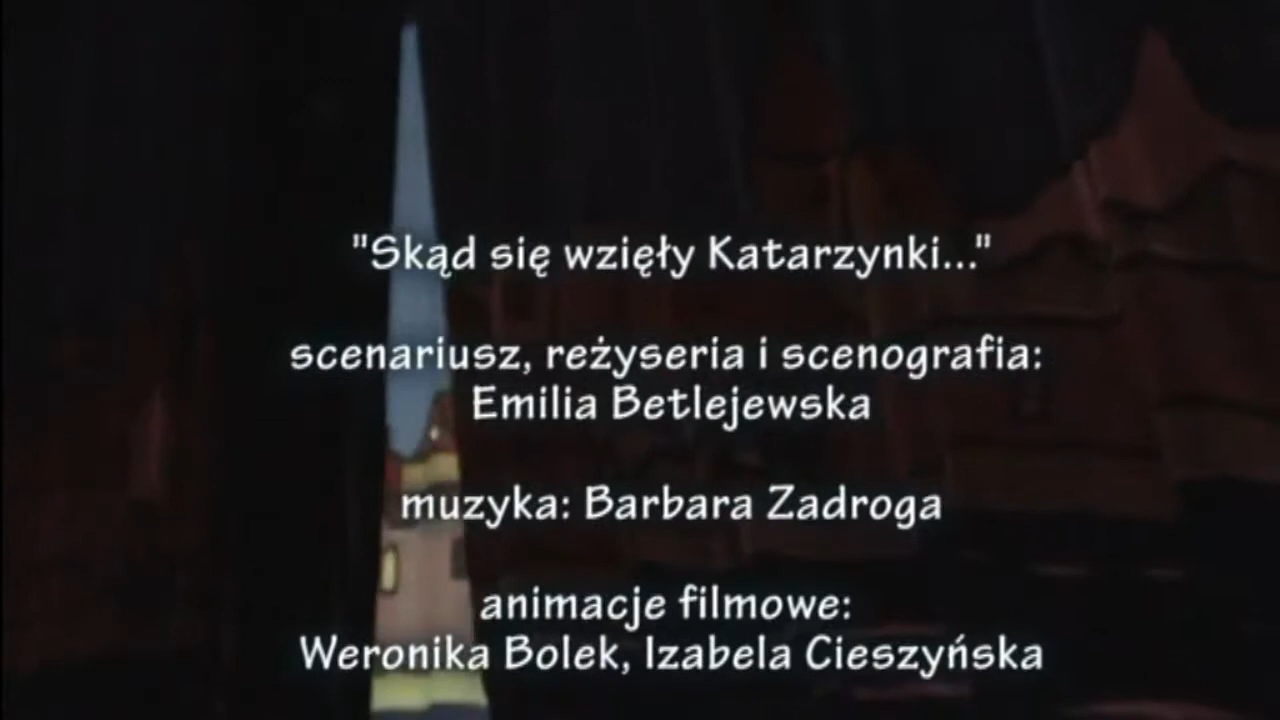 "Skąd się wzięły Katarzynki..."
scenariusz, reżyseria i scenografia:
Emilia Betlejewska
muzyka: Barbara Zadroga
animacje filmowe:
Weronika Bolek, Izabela Cieszyńska